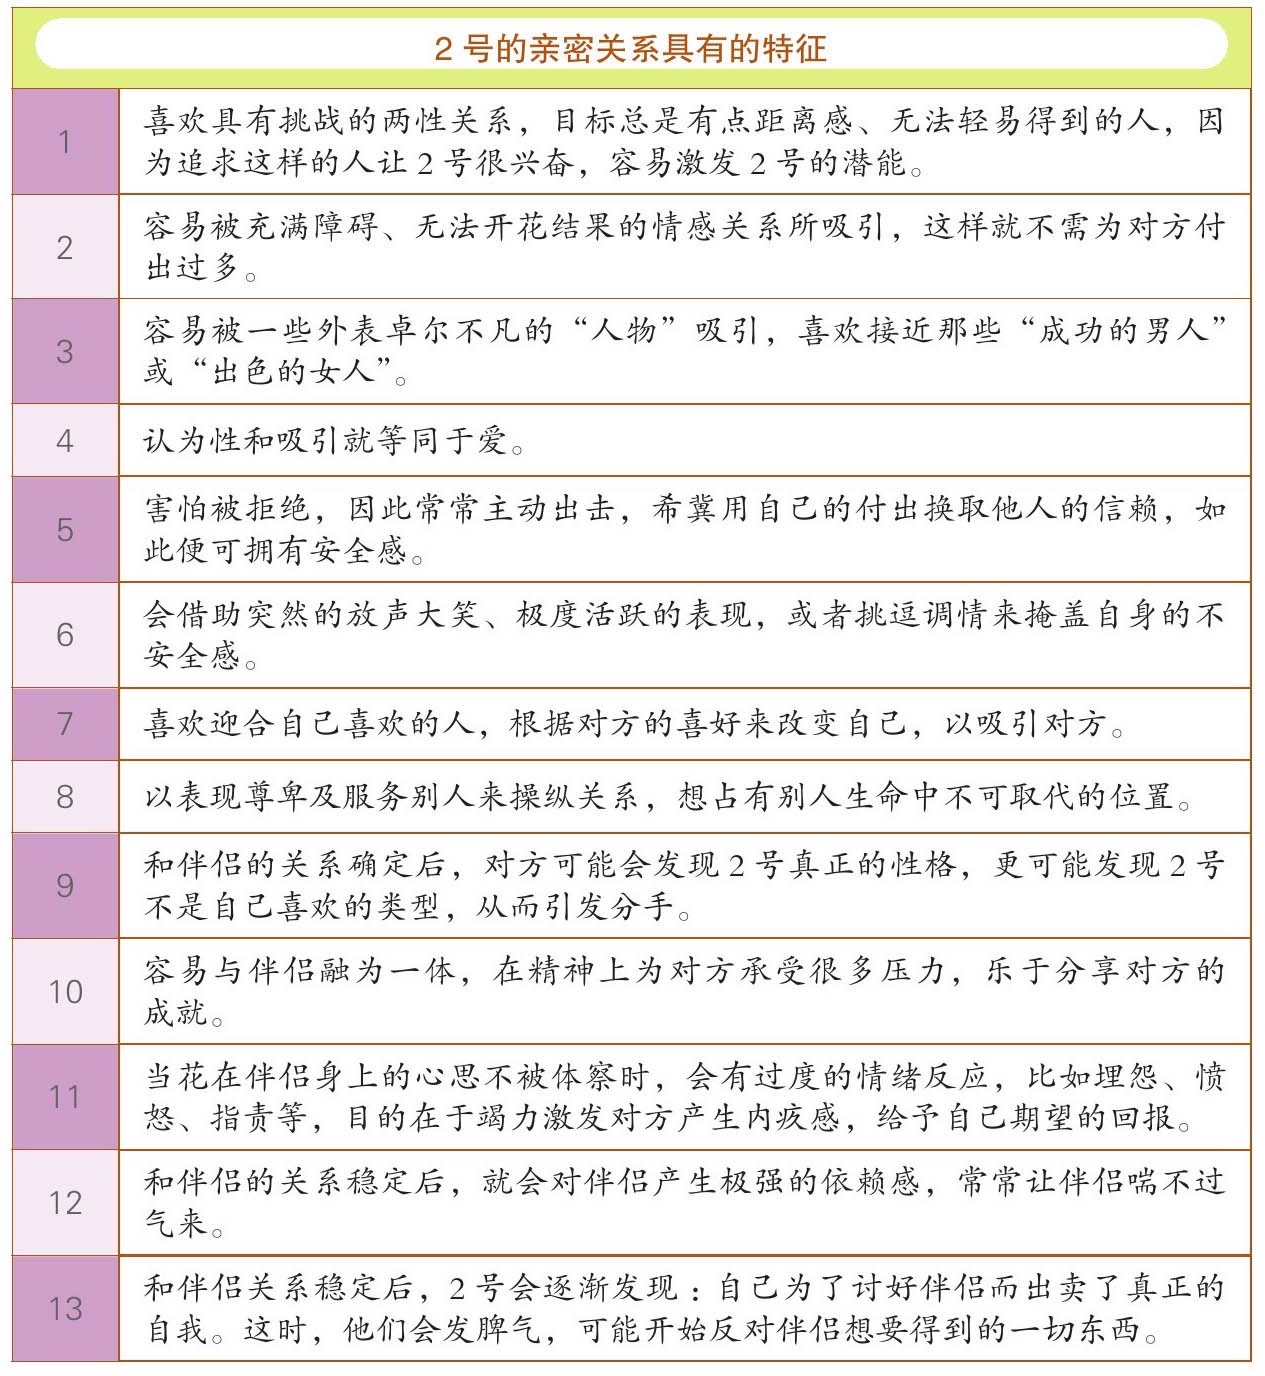 2 号的亲密关系具有的特征
1
喜欢具有挑战的两性关系，目标总是有点距离感、无法轻易得到的人，因
为追求这样的人让 2 号很兴奋，容易激发 2 号的潜能。
2
容易被充满障碍、无法开花结果的情感关系所吸引，这样就不需为对方付
出过多。
3
容易被一些外表卓尔不凡的“人物”吸引，喜欢接近那些“成功的男人”
或“出色的女人”。
4
认为性和吸引就等同于爱。
5
害怕被拒绝，因此常常主动出击，希冀用自己的付出换取他人的信赖，如
此便可拥有安全感。
6
会借助突然的放声大笑、极度活跃的表现，或者挑逗调情来掩盖自身的不
安全感。
7
喜欢迎合自己喜欢的人，根据对方的喜好来改变自己，以吸引对方。
8
以表现尊卑及服务别人来操纵关系，想占有别人生命中不可取代的位置。
9
和伴侣的关系确定后，对方可能会发现 2 号真正的性格，更可能发现 2 号
不是自己喜欢的类型，从而引发分手。
10
容易与伴侣融为一体，在精神上为对方承受很多压力，乐于分享对方的
成就。
11
当花在伴侣身上的心思不被体察时，会有过度的情绪反应，比如埋怨、愤
怒、指责等，目的在于竭力激发对方产生内疚感，给予自己期望的回报。
12
和伴侣的关系稳定后，就会对伴侣产生极强的依赖感，常常让伴侣喘不过
气来。
13
和伴侣关系稳定后，2 号会逐渐发现：自己为了讨好伴侣而出卖了真正的
自我。这时，他们会发脾气，可能开始反对伴侣想要得到的一切东西。